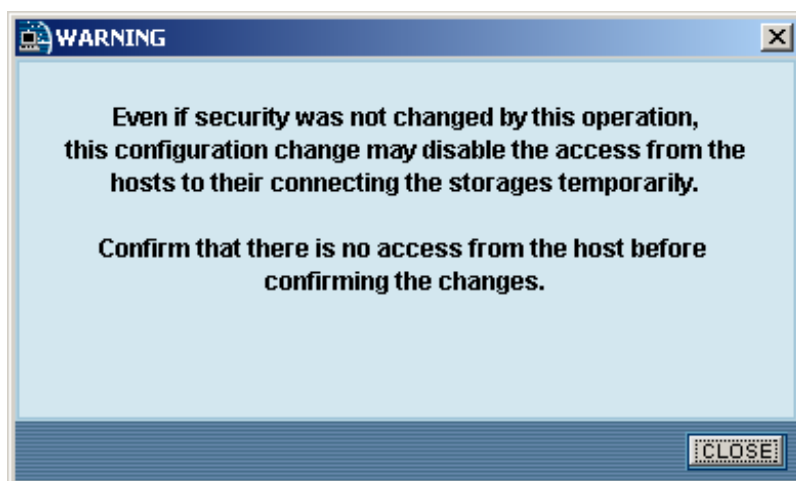 WARNING
Even if security was not changed by this operation,
this configuration change may disable the access from the
hosts to their connecting the storages temporarily.
Confirm that there is no access from the host before
confirming the changes.
CLOSE